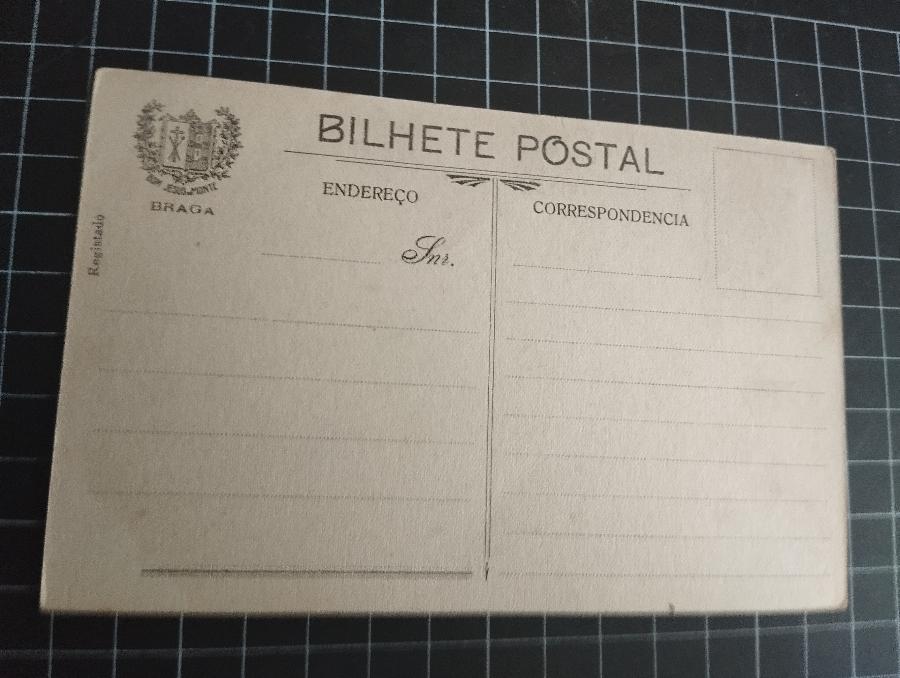 BILHETE POSTAL
BOM JESUS DO MONTE
BRAGA
Registado
ENDEREÇO
Snr.
CORRESPONDENCIA